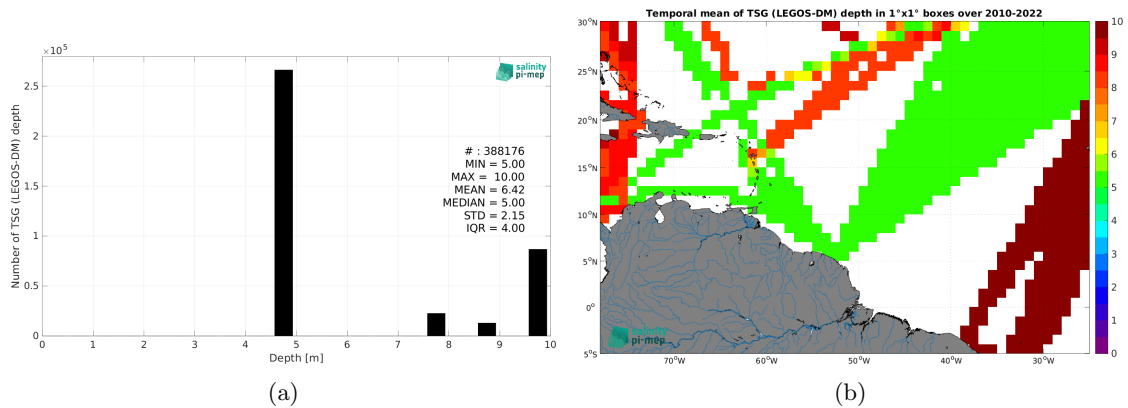 ×10⁵
2.5
2
1.5
1
0.5
0
0 1 2 3 4 5 6 7 8 9 10
Depth [m]
Number of TSG (LEGOS-DM) depth
salinity
pi-mep
# : 388176
MIN = 5.00
MAX = 10.00
MEAN = 6.42
MEDIAN = 5.00
STD = 2.15
IQR = 4.00
(a)
Temporal mean of TSG (LEGOS-DM) depth in 1°x1° boxes over 2010-2022
30°N
25°N
20°N
15°N
10°N
5°N
0°
5°S
70°W 60°W 50°W 40°W 30°W
salinity
pi-mep
10
9
8
7
6
5
4
3
2
1
0
(b)